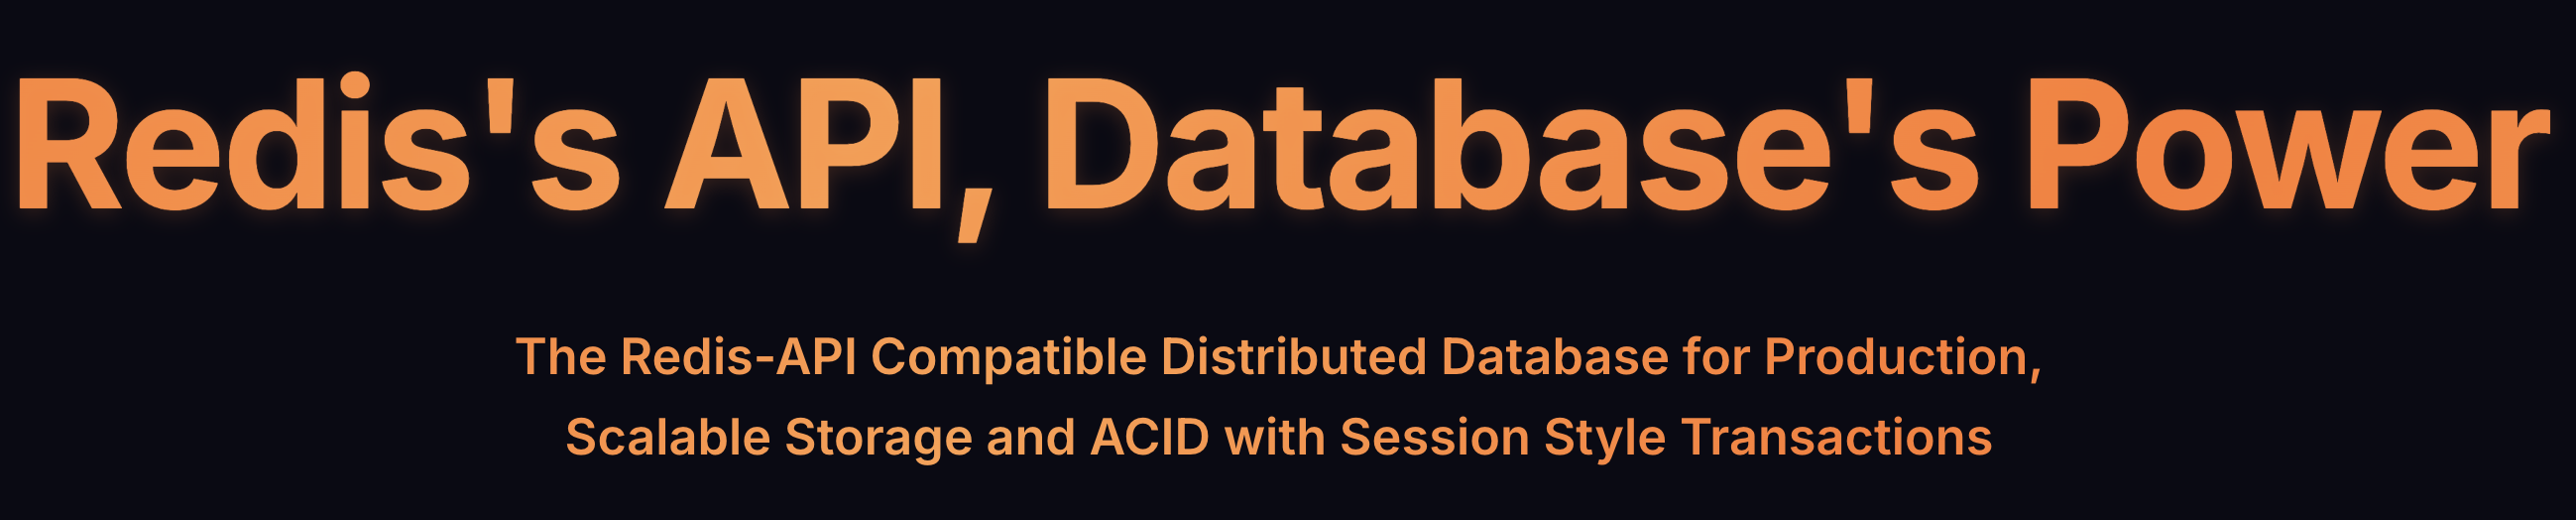 Redis's API, Database's Power
The Redis-API Compatible Distributed Database for Production,
Scalable Storage and ACID with Session Style Transactions